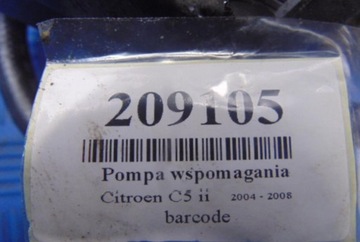 209105
Pompa wspomagania
Citroen C5 ii 2004 - 2008
barcode